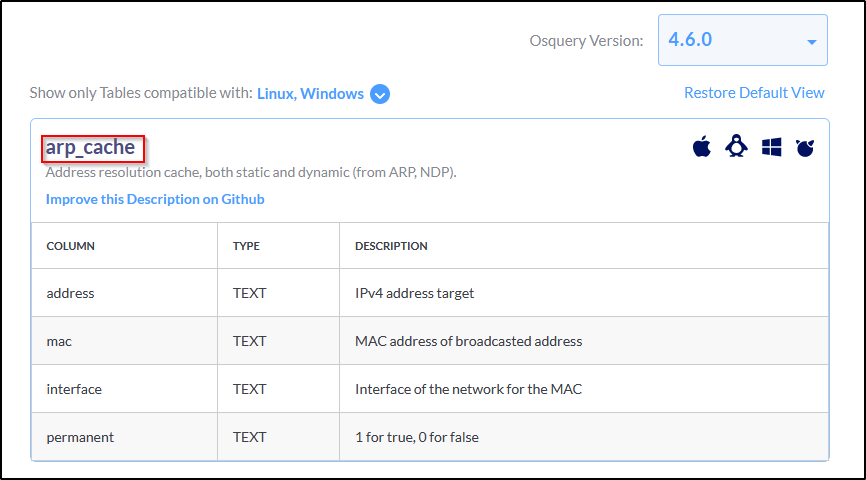 Osquery Version: 4.6.0
Show only Tables compatible with: Linux, Windows Restore Default View
arp_cache
Address resolution cache, both static and dynamic (from ARP, NDP).
Improve this Description on Github
COLUMN TYPE DESCRIPTION
address TEXT IPv4 address target
mac TEXT MAC address of broadcasted address
interface TEXT Interface of the network for the MAC
permanent TEXT 1 for true, 0 for false